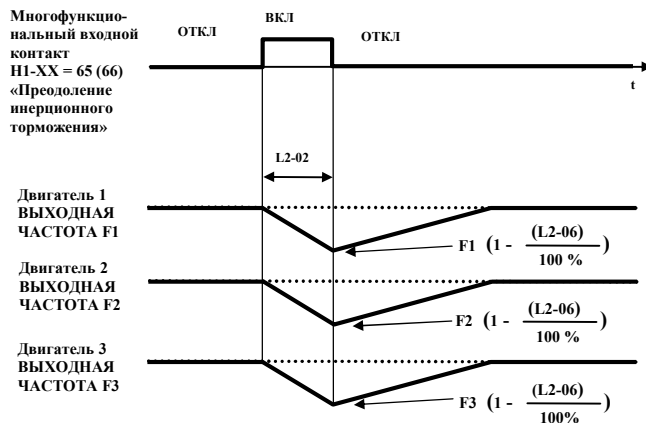 Многофункцио-
нальный входной
контакт
H1-XX = 65 (66)
«Преодоление
инерционного
торможения»
ОТКЛ
ВКЛ
ОТКЛ
t
L2-02
Двигатель 1
ВЫХОДНАЯ
ЧАСТОТА F1
F1 (1 - (L2-06)
100 % )
Двигатель 2
ВЫХОДНАЯ
ЧАСТОТА F2
F2 (1 - (L2-06)
100 % )
Двигатель 3
ВЫХОДНАЯ
ЧАСТОТА F3
F3 (1 - (L2-06)
100% )